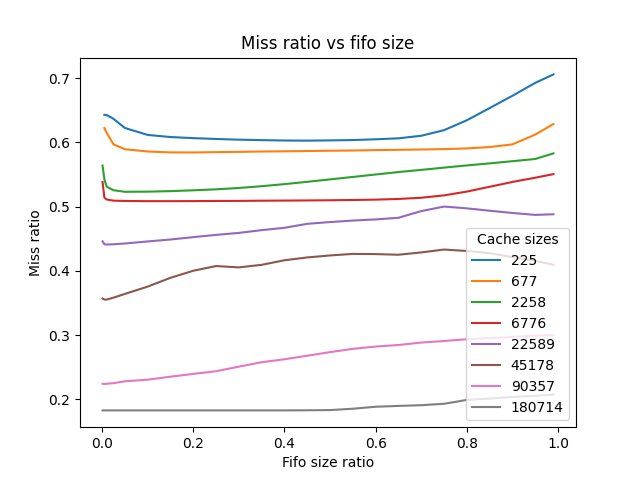 Miss ratio vs fifo size
Miss ratio
0.7
0.6
0.5
0.4
0.3
0.2
0.0 0.2 0.4 0.6 0.8 1.0
Fifo size ratio
Cache sizes
225
677
2258
6776
22589
45178
90357
180714